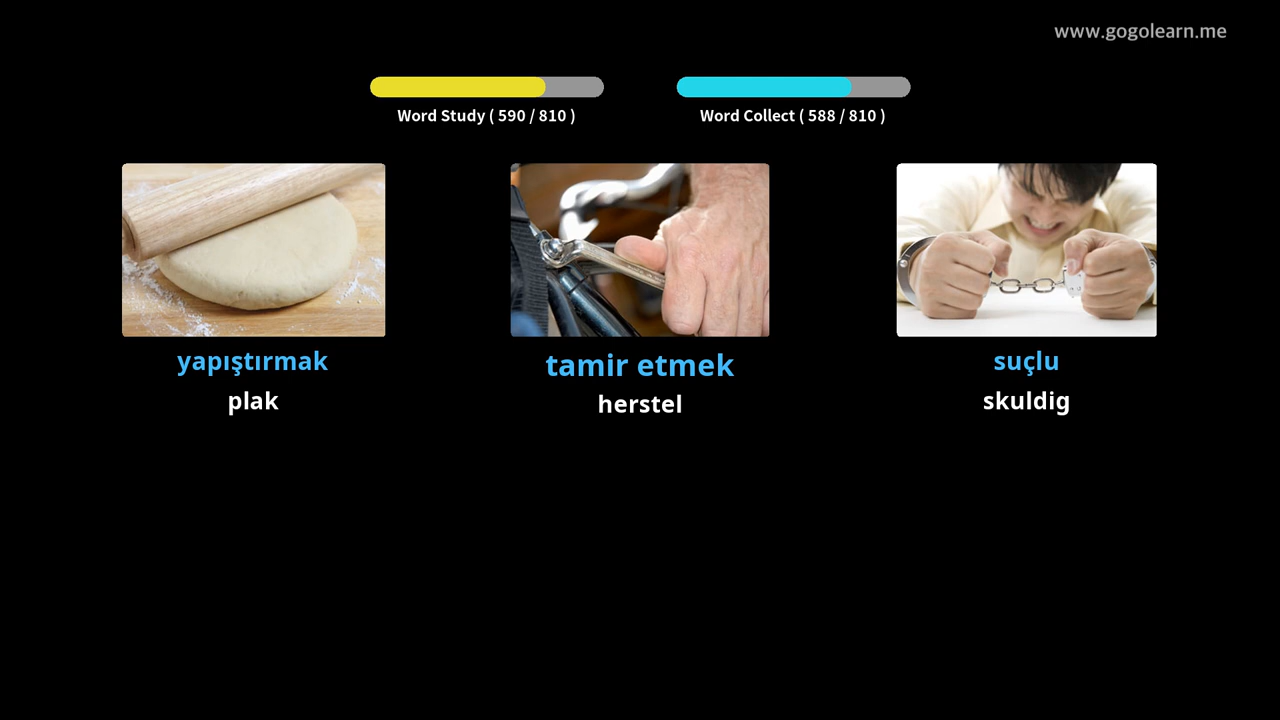 www.gogolearn.me
Word Study ( 590 / 810 )
Word Collect ( 588 / 810 )
yapıştırmak
plak
tamir etmek
herstel
suçlu
skuldig